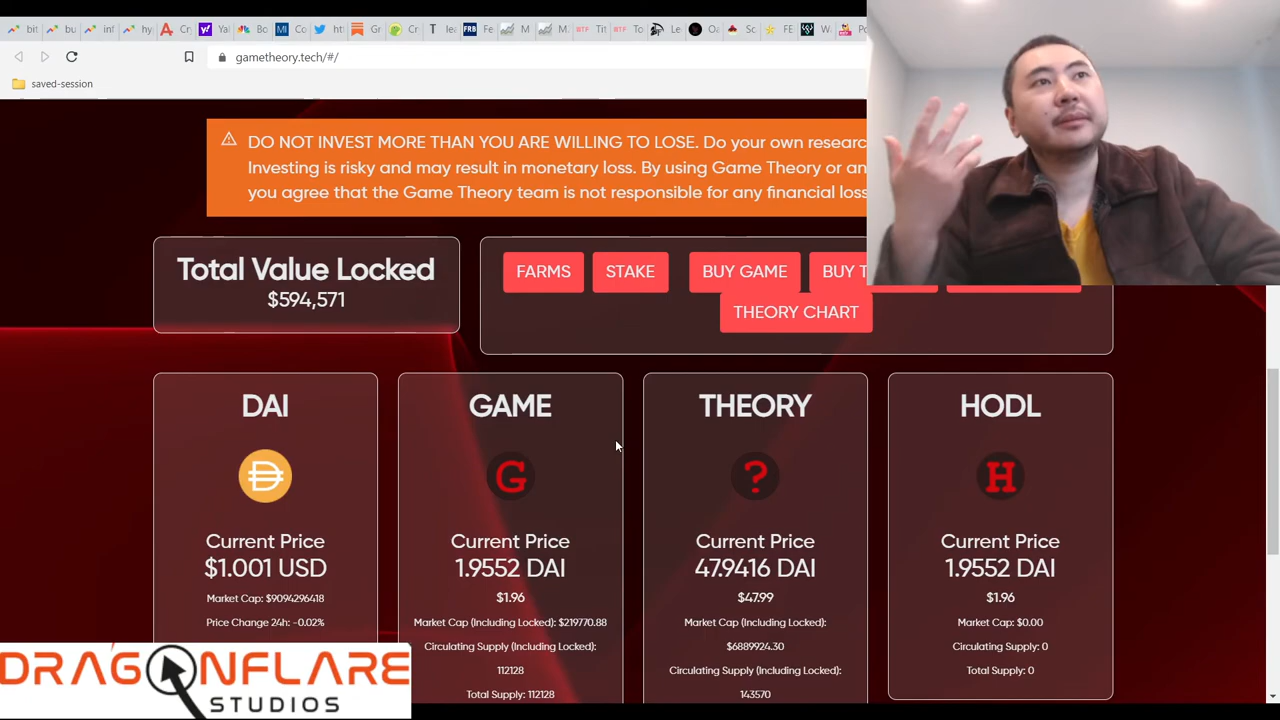 gametheory.tech/#/
saved-session
DO NOT INVEST MORE THAN YOU ARE WILLING TO LOSE. Do your own
Investing is risky and may result in monetary loss. By using Game Theory or
you agree that the Game Theory team is not responsible for any financial
Total Value Locked
$594,571
FARMS STAKE BUY GAME BUY
THEORY CHART
DAI
Current Price
$1.001 USD
Market Cap: $9094296418
Price Change 24h: -0.02%
GAME
G
Current Price
1.9552 DAI
$1.96
Market Cap (Including Locked): $219770.88
Circulating Supply (Including Locked):
112128
Total Supply: 112128
THEORY
?
Current Price
47.9416 DAI
$47.99
Market Cap (Including Locked):
$6889924.30
Circulating Supply (Including Locked):
143570
HODL
H
Current Price
1.9552 DAI
$1.96
Market Cap: $0.00
Circulating Supply: 0
Total Supply: 0
DRAGONFLARE
STUDIOS